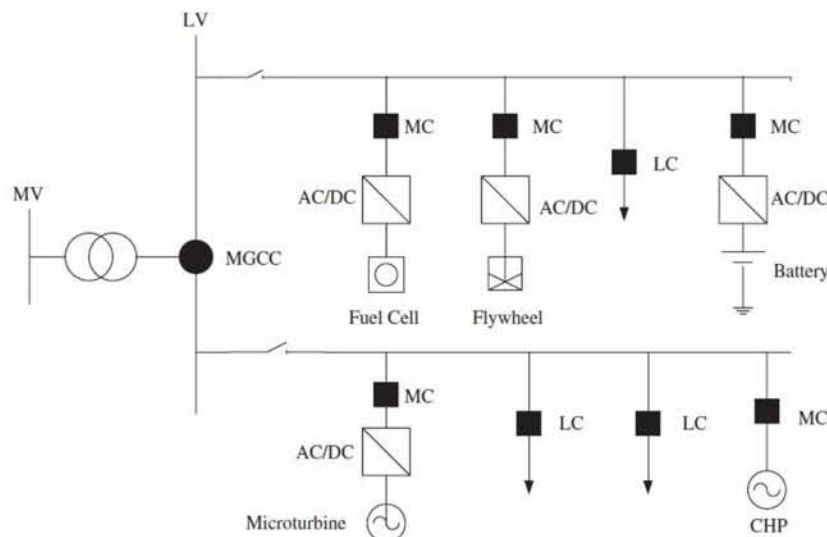 LV
MC
MC
MC
LC
MV
AC/DC
AC/DC
AC/DC
MGCC
Battery
Fuel Cell
Flywheel
MC
LC
LC
MC
AC/DC
Microturbine
CHP